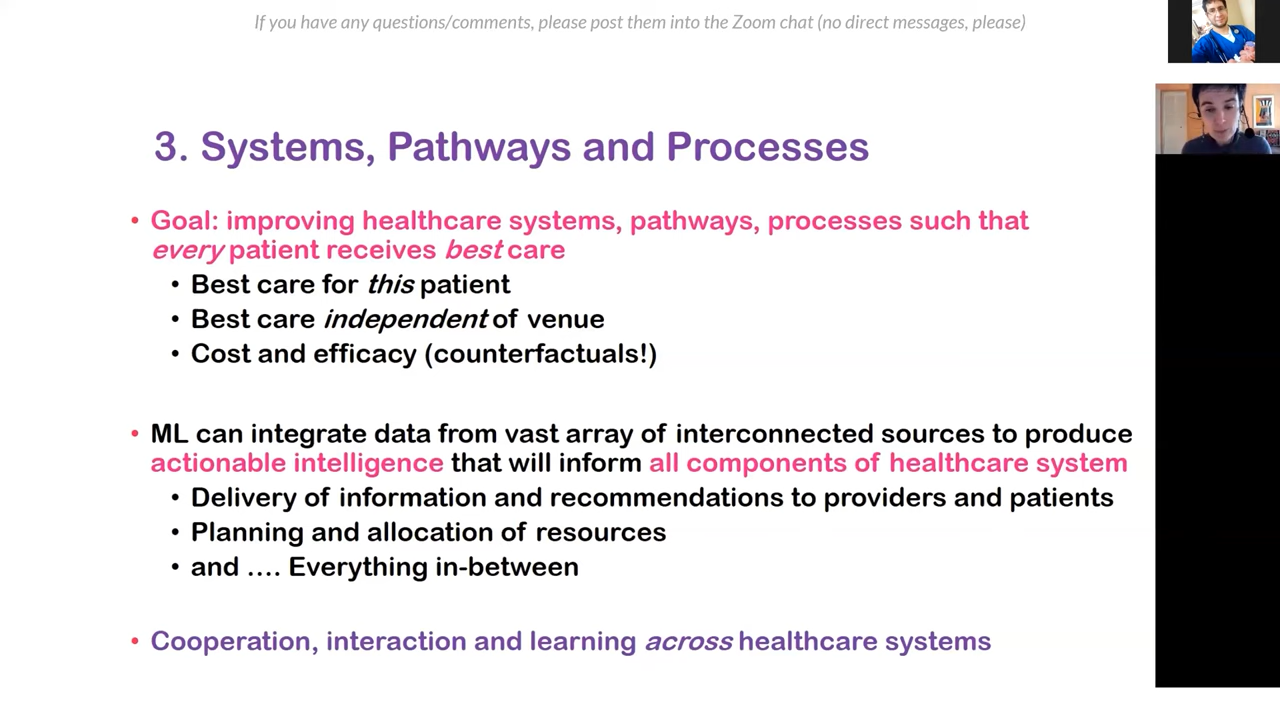 If you have any questions/comments, please post them into the Zoom chat (no direct messages, please)
3. Systems, Pathways and Processes
• Goal: improving healthcare systems, pathways, processes such that
every patient receives best care
• Best care for this patient
• Best care independent of venue
• Cost and efficacy (counterfactuals!)
• ML can integrate data from vast array of interconnected sources to produce
actionable intelligence that will inform all components of healthcare system
• Delivery of information and recommendations to providers and patients
• Planning and allocation of resources
• and .... Everything in-between
• Cooperation, interaction and learning across healthcare systems